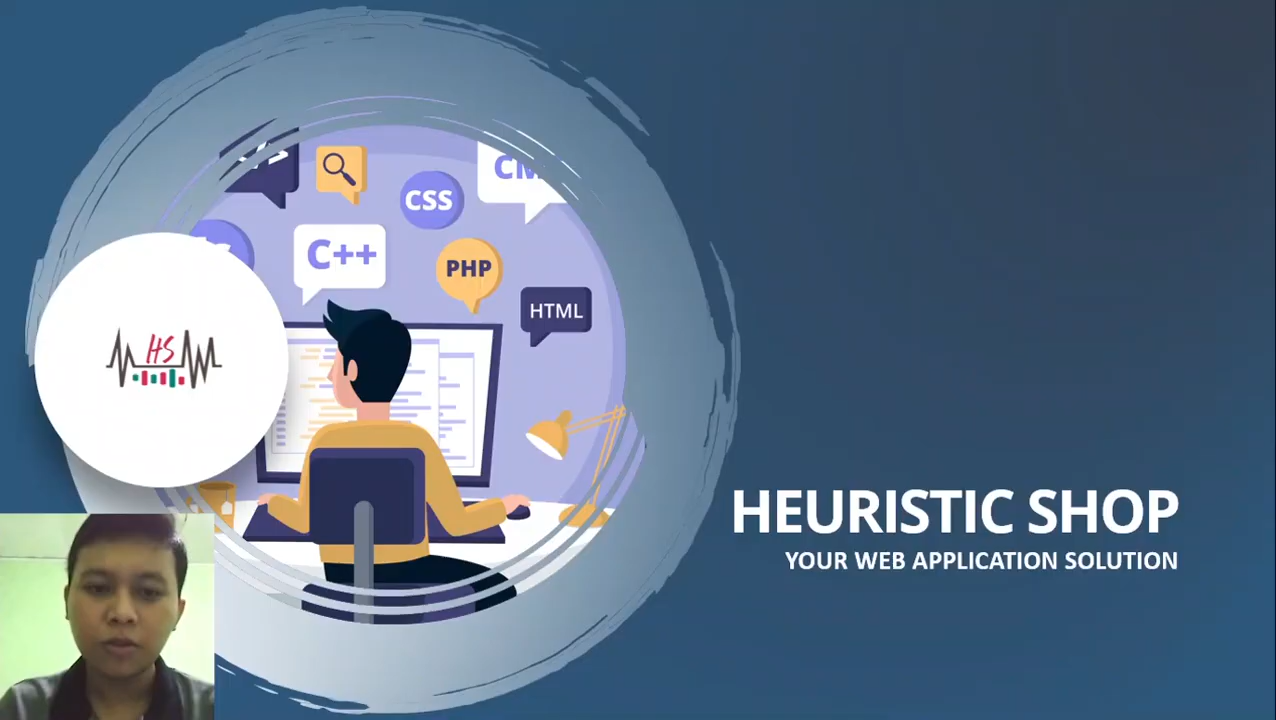 </>
CSS
C++
PHP
HTML
HS
HEURISTIC SHOP
YOUR WEB APPLICATION SOLUTION